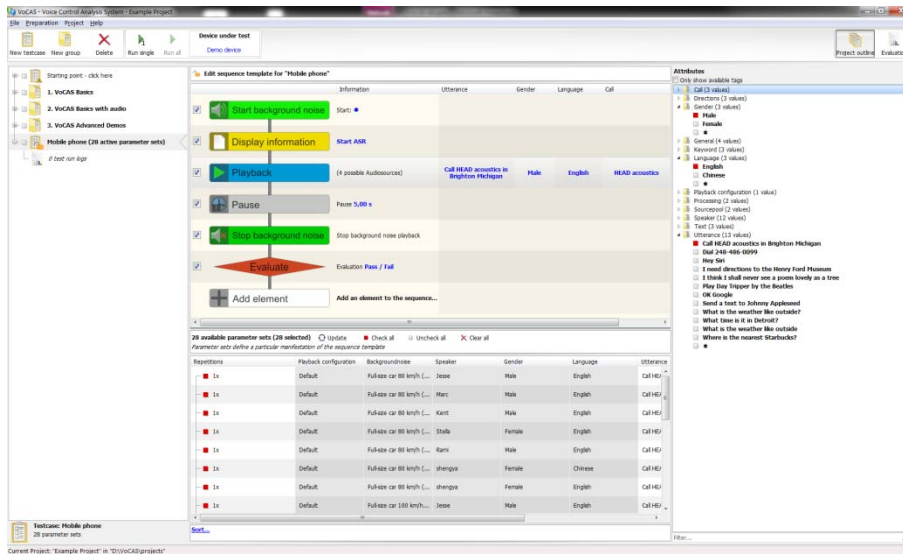 VoCAS - Voice Control Analysis System - Example Project
File Preparation Project Help
New testcase New group Delete Run single Run all
Device under test
Demo device
Project outline Evaluatio
Starting point - click here
1. VoCAS Basics
2. VoCAS Basics with audio
3. VoCAS Advanced Demos
Mobile phone (28 active parameter sets)
0 test run logs
Edit sequence template for "Mobile phone"
Information Utterance Gender Language Call
Start background noise Start:
Display information Start ASR
Playback (4 possible Audiosources) Call HEAD acoustics in Brighton Michigan Male English HEAD acoustics
Pause Pause 5,00 s
Stop background noise Stop background noise playback
Evaluate Evaluation Pass / Fail
Add element Add an element to the sequence...
28 available parameter sets (28 selected) Update Check all Uncheck all Clear all
Parameter sets define a particular manifestation of the sequence template
Repetitions Playback configuration Backgroundnoise Speaker Gender Language Utterance
1x Default Full-size car 80 km/h (... Jesse Male English Call HEA
1x Default Full-size car 80 km/h (... Marc Male English Call HEA
1x Default Full-size car 80 km/h (... Kent Male English Call HEA
1x Default Full-size car 80 km/h (... Stella Female English Call HEA
1x Default Full-size car 80 km/h (... Rami Male English Call HEA
1x Default Full-size car 80 km/h (... shengya Female Chinese Call HEA
1x Default Full-size car 80 km/h (... shengya Female English Call HEA
1x Default Full-size car 100 km/h... Jesse Male English Call HEA
Sort...
Attributes
Only show available tags
Call (3 values)
Directions (2 values)
Gender (3 values)
Male
Female
*
General (4 values)
Keyword (3 values)
Language (3 values)
English
Chinese
*
Playback configuration (1 value)
Processing (2 values)
Sourcepool (2 values)
Speaker (12 values)
Text (3 values)
Utterance (13 values)
Call HEAD acoustics in Brighton Michigan
Dial 248-486-0099
Hey Siri
I need directions to the Henry Ford Museum
I think I shall never see a poem lovely as a tree
Play Day Tripper by the Beatles
OK Google
Send a text to Johnny Appleseed
What is the weather like outside?
What time is it in Detroit?
What is the weather like outside
Where is the nearest Starbucks?
*
Filter...
Testcase: Mobile phone
28 parameter sets
Current Project: "Example Project" in "D:\VoCAS\projects"